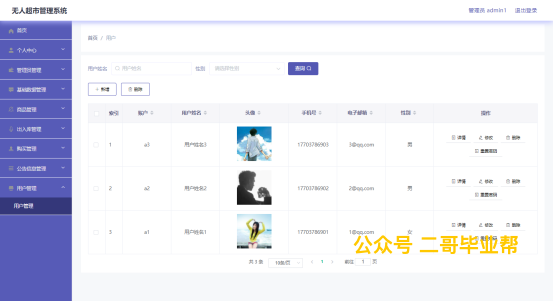 无人超市管理系统
管理员 admin1 退出登录
首页
个人中心
管理员管理
基础数据管理
商品管理
出入库管理
购买管理
公告信息管理
用户管理
用户管理
首页 / 用户
用户姓名 用户姓名 性别 请选择性别 查询
+ 新增 删除
索引 账户 用户姓名 头像 手机号 电子邮箱 性别 操作
1 a3 用户姓名3 17703786903 3@qq.com 男 详情 修改 删除
重置密码
2 a2 用户姓名2 17703786902 2@qq.com 男 详情 修改 删除
重置密码
3 a1 用户姓名1 17703786901 1@qq.com 详情 修改 删除
公众号 二哥毕业帮
共 3 条 10条/页 < 1 > 前往 1 页